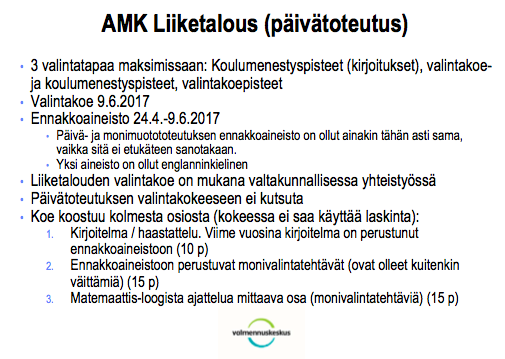 AMK Liiketalous (päivätoteutus)
3 valintatapaa maksimissaan: Koulumenestyspisteet (kirjoitukset), valintakoe-
ja koulumenestyspisteet, valintakoepisteet
Valintakoe 9.6.2017
Ennakkoaineisto 24.4.-9.6.2017
Päivä- ja monimuotototeutuksen ennakkoaineisto on ollut ainakin tähän asti sama,
vaikka sitä ei etukäteen sanotakaan.
Yksi aineisto on ollut englanninkielinen
Liiketalouden valintakoe on mukana valtakunnallisessa yhteistyössä
Päivätoteutuksen valintakokeeseen ei kutsuta
Koe koostuu kolmesta osiosta (kokeessa ei saa käyttää laskinta):
1. Kirjoitelma / haastattelu. Viime vuosina kirjoitelma on perustunut
ennakkoaineistoon (10 p)
2. Ennakkoaineistoon perustuvat monivalintatehtävät (ovat olleet kuitenkin
väittämiä) (15 p)
3. Matemaattis-loogista ajattelua mittaava osa (monivalintatehtäviä) (15 p)
valmennuskeskus